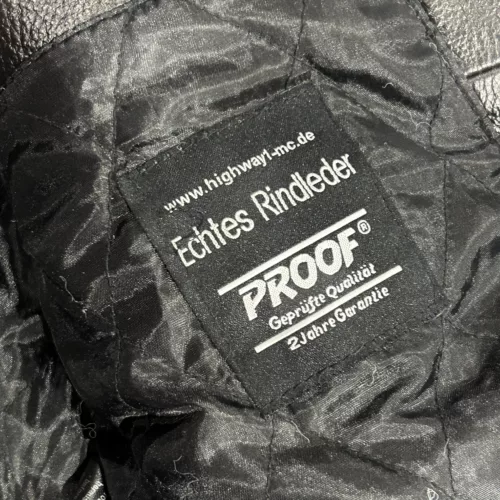 www.highway1-mc.de
Echtes Rindleder
PROOF®
Geprüfte Qualität
2 Jahre Garantie